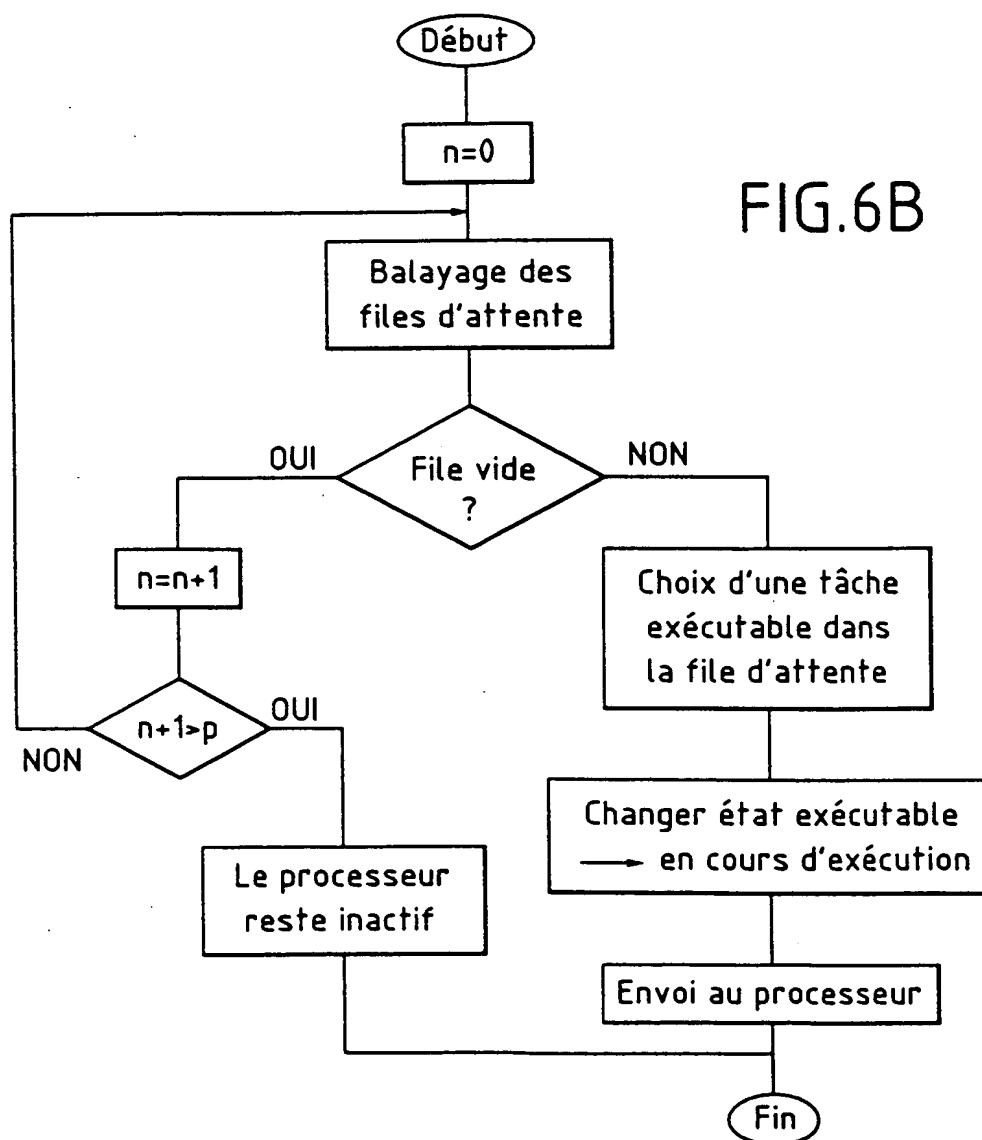 Début
n=0
FIG.6B
Balayage des
files d'attente
OUI
File vide
?
NON
n=n+1
Choix d'une tâche
exécutable dans
la file d'attente
n+1>p
OUI
NON
Changer état exécutable
→ en cours d'exécution
Le processeur
reste inactif
Envoi au processeur
Fin